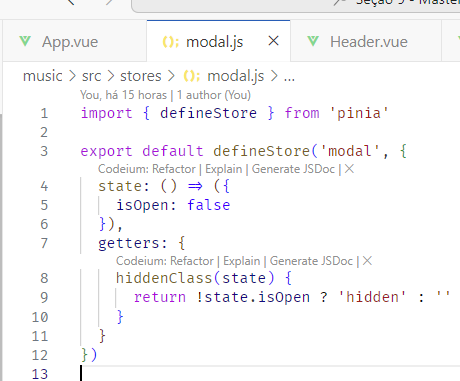 Seção 9 - Master
App.vue
modal.js
Header.vue
music > src > stores > modal.js > ...
You, há 15 horas | 1 author (You)
1 import { defineStore } from 'pinia'
2
3 export default defineStore('modal', {
Codeium: Refactor | Explain | Generate JSDoc | X
4 state: () => ({
5 isOpen: false
6 }),
7 getters: {
Codeium: Refactor | Explain | Generate JSDoc | X
8 hiddenClass(state) {
9 return !state.isOpen ? 'hidden' : ''
10 }
11 }
12 })
13